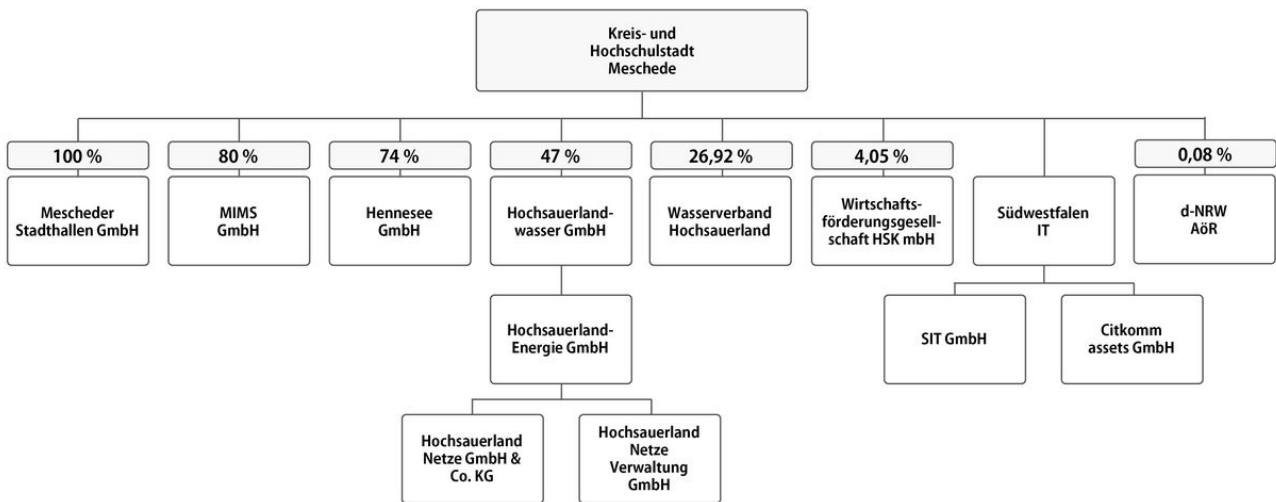 Kreis- und
Hochschulstadt
Meschede
100 %
80 %
74 %
47 %
26,92 %
4,05 %
0,08 %
Mescheder
Stadthallen GmbH
MIMS
GmbH
Hennesee
GmbH
Hochsauerland-
wasser GmbH
Wasserverband
Hochsauerland
Wirtschafts-
förderungsgesell-
schaft HSK mbH
Südwestfalen
IT
d-NRW
AöR
Hochsauerland-
Energie GmbH
SIT GmbH
Citkomm
assets GmbH
Hochsauerland
Netze GmbH &
Co. KG
Hochsauerland
Netze
Verwaltung
GmbH